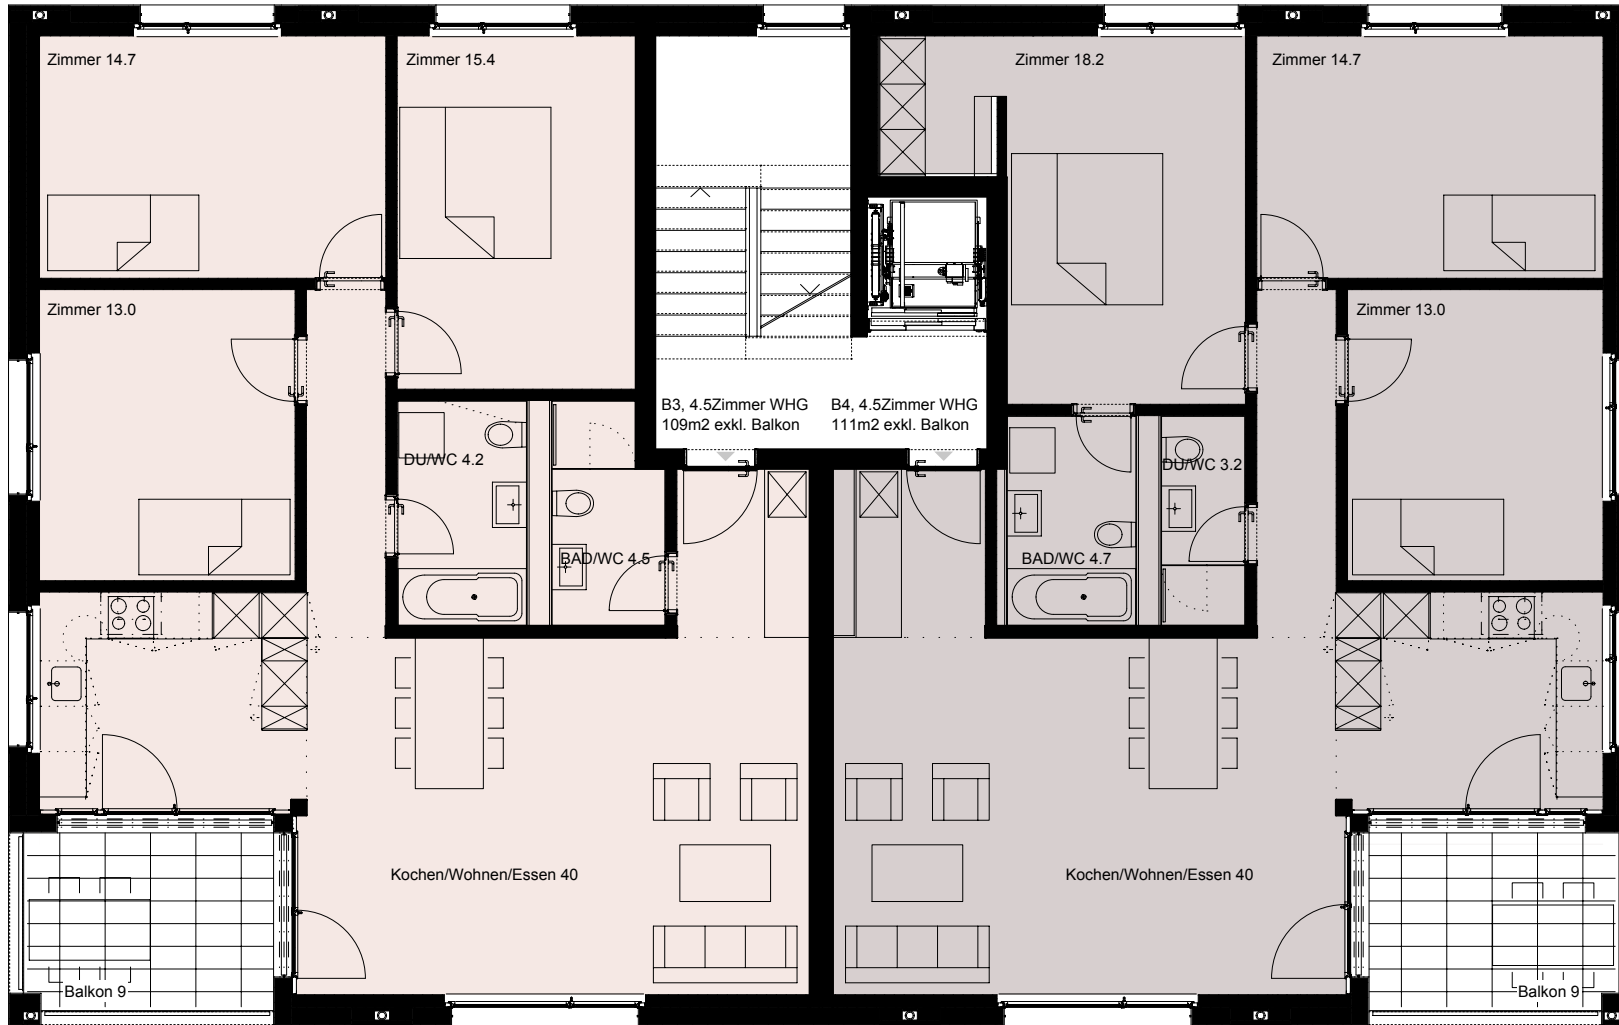 Zimmer 14.7
Zimmer 15.4
Zimmer 18.2
Zimmer 14.7
Zimmer 13.0
Zimmer 13.0
B3, 4.5Zimmer WHG
109m2 exkl. Balkon
B4, 4.5Zimmer WHG
111m2 exkl. Balkon
DU/WC 4.2
DU/WC 3.2
BAD/WC 4.5
BAD/WC 4.7
Kochen/Wohnen/Essen 40
Kochen/Wohnen/Essen 40
Balkon 9
Balkon 9